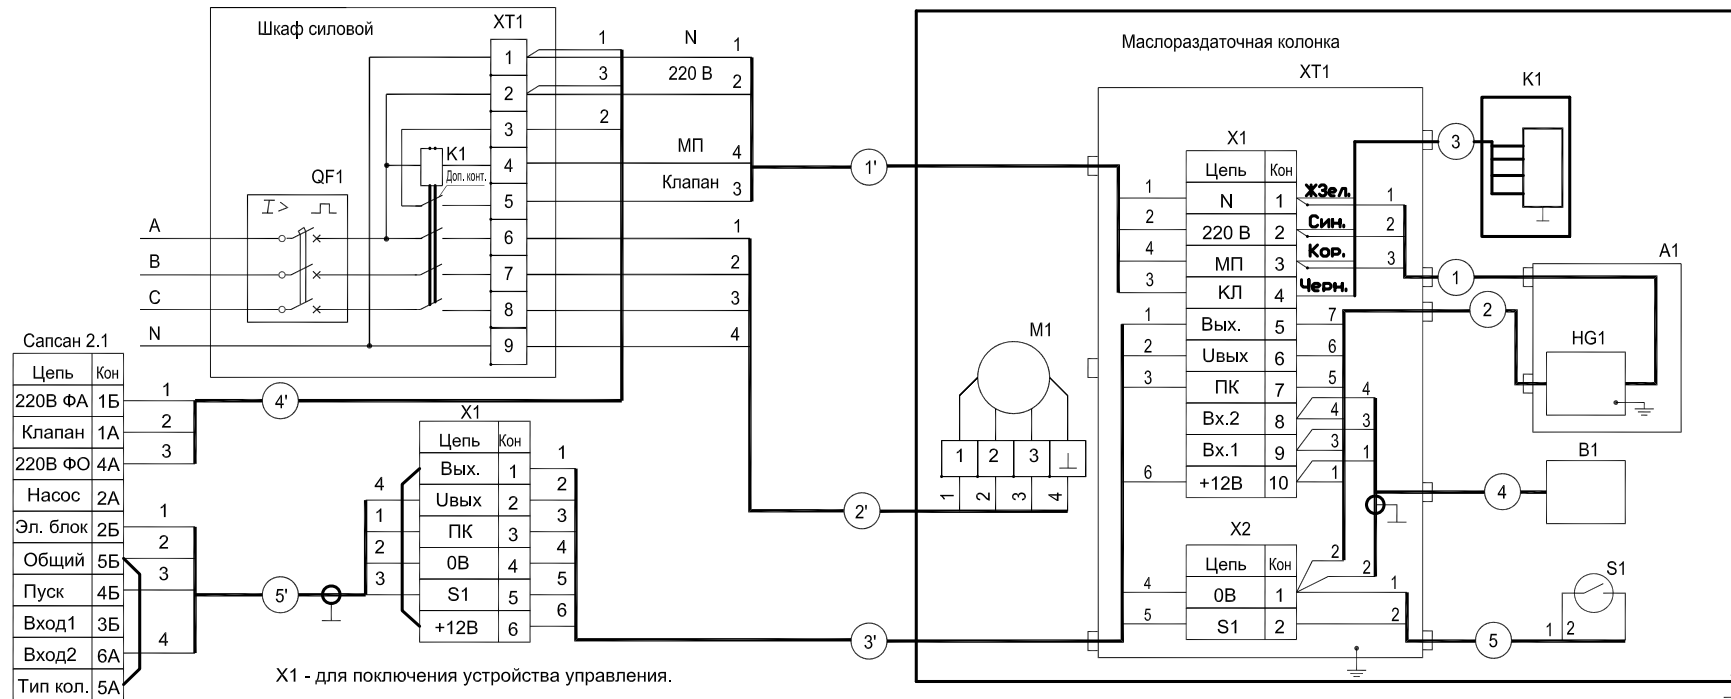 Шкаф силовой
XT1
1
2
3
4
5
6
7
8
9
K1
Доп. конт.
QF1
I >
A
B
C
N
1
3
2
N
220 В
МП
Клапан
1
2
4
3
1
2
3
4
1'
2'
3'
4'
5'
Сапсан 2.1
Цепь Кон
220В ФА 1Б
Клапан 1А
220В ФО 4А
Насос 2А
Эл. блок 2Б
Общий 5Б
Пуск 4Б
Вход1 3Б
Вход2 6А
Тип кол. 5А
1
2
3
1
2
3
4
4
1
2
3
X1
Цепь Кон
Вых. 1
Uвых 2
ПК 3
0В 4
S1 5
+12В 6
1
2
3
4
5
6
X1 - для поключения устройства управления.
M1
1 2 3
1 2 3 4
Маслораздаточная колонка
XT1
X1
Цепь Кон
N 1
220 В 2
МП 3
КЛ 4
Вых. 5
Uвых 6
ПК 7
Вх.2 8
Вх.1 9
+12В 10
1
2
4
3
1
2
3
6
4
5
ЖЗел.
Син.
Кор.
Черн.
1
2
3
7
6
5
4
4
3
3
1
1
2
2
X2
Цепь Кон
0В 1
S1 2
1
2
3
1
2
4
5
K1
A1
HG1
B1
S1
1 2